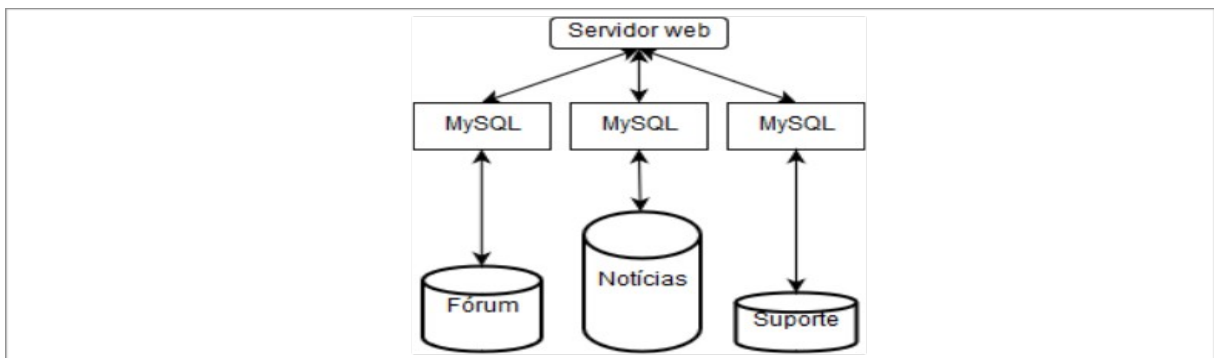 Servidor web
MySQL
MySQL
MySQL
Notícias
Fórum
Suporte